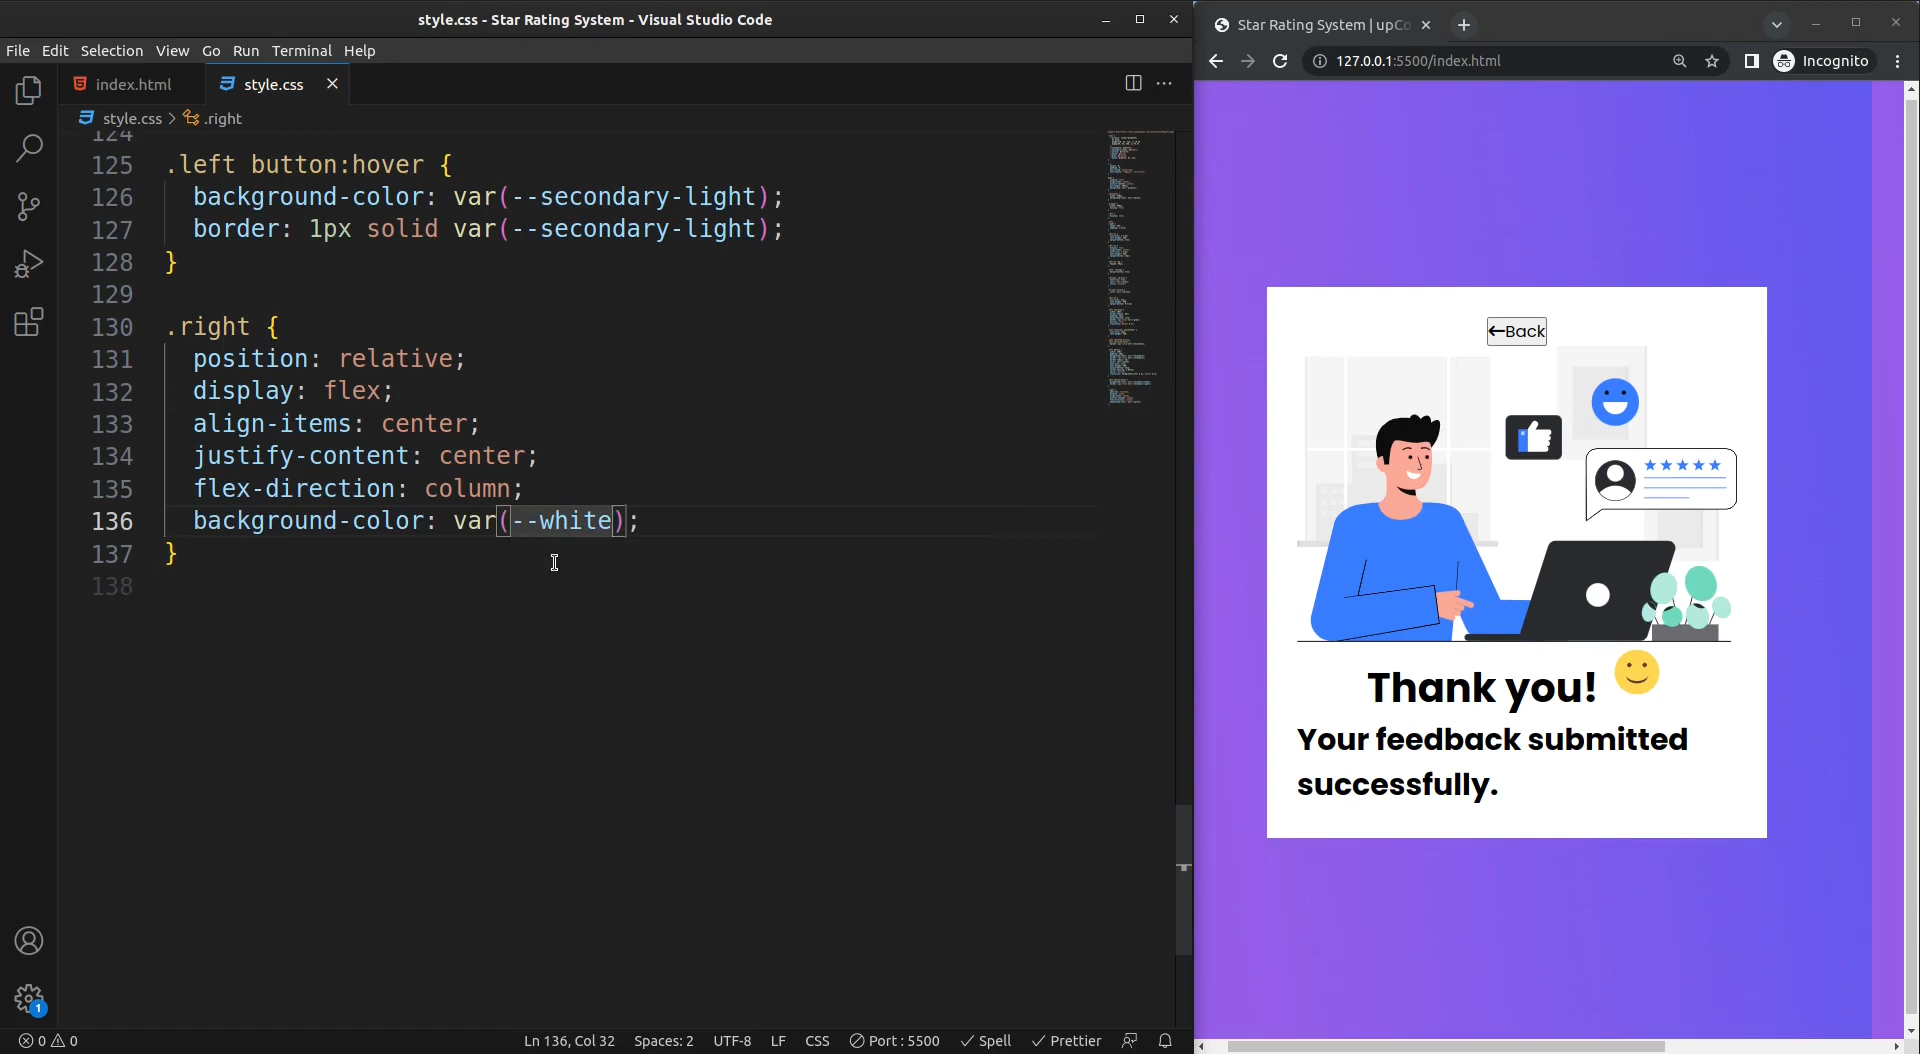 style.css - Star Rating System - Visual Studio Code
File Edit Selection View Go Run Terminal Help
index.html
style.css
style.css > .right
124
125 .left button:hover {
126 background-color: var(--secondary-light);
127 border: 1px solid var(--secondary-light);
128 }
129
130 .right {
131 position: relative;
132 display: flex;
133 align-items: center;
134 justify-content: center;
135 flex-direction: column;
136 background-color: var(--white);
137 }
138
1
0 0
Ln 136, Col 32
Spaces: 2
UTF-8
LF
CSS
Port : 5500
Spell
Prettier
Star Rating System | upCo
127.0.0.1:5500/index.html
Incognito
←Back
Thank you!
Your feedback submitted
successfully.